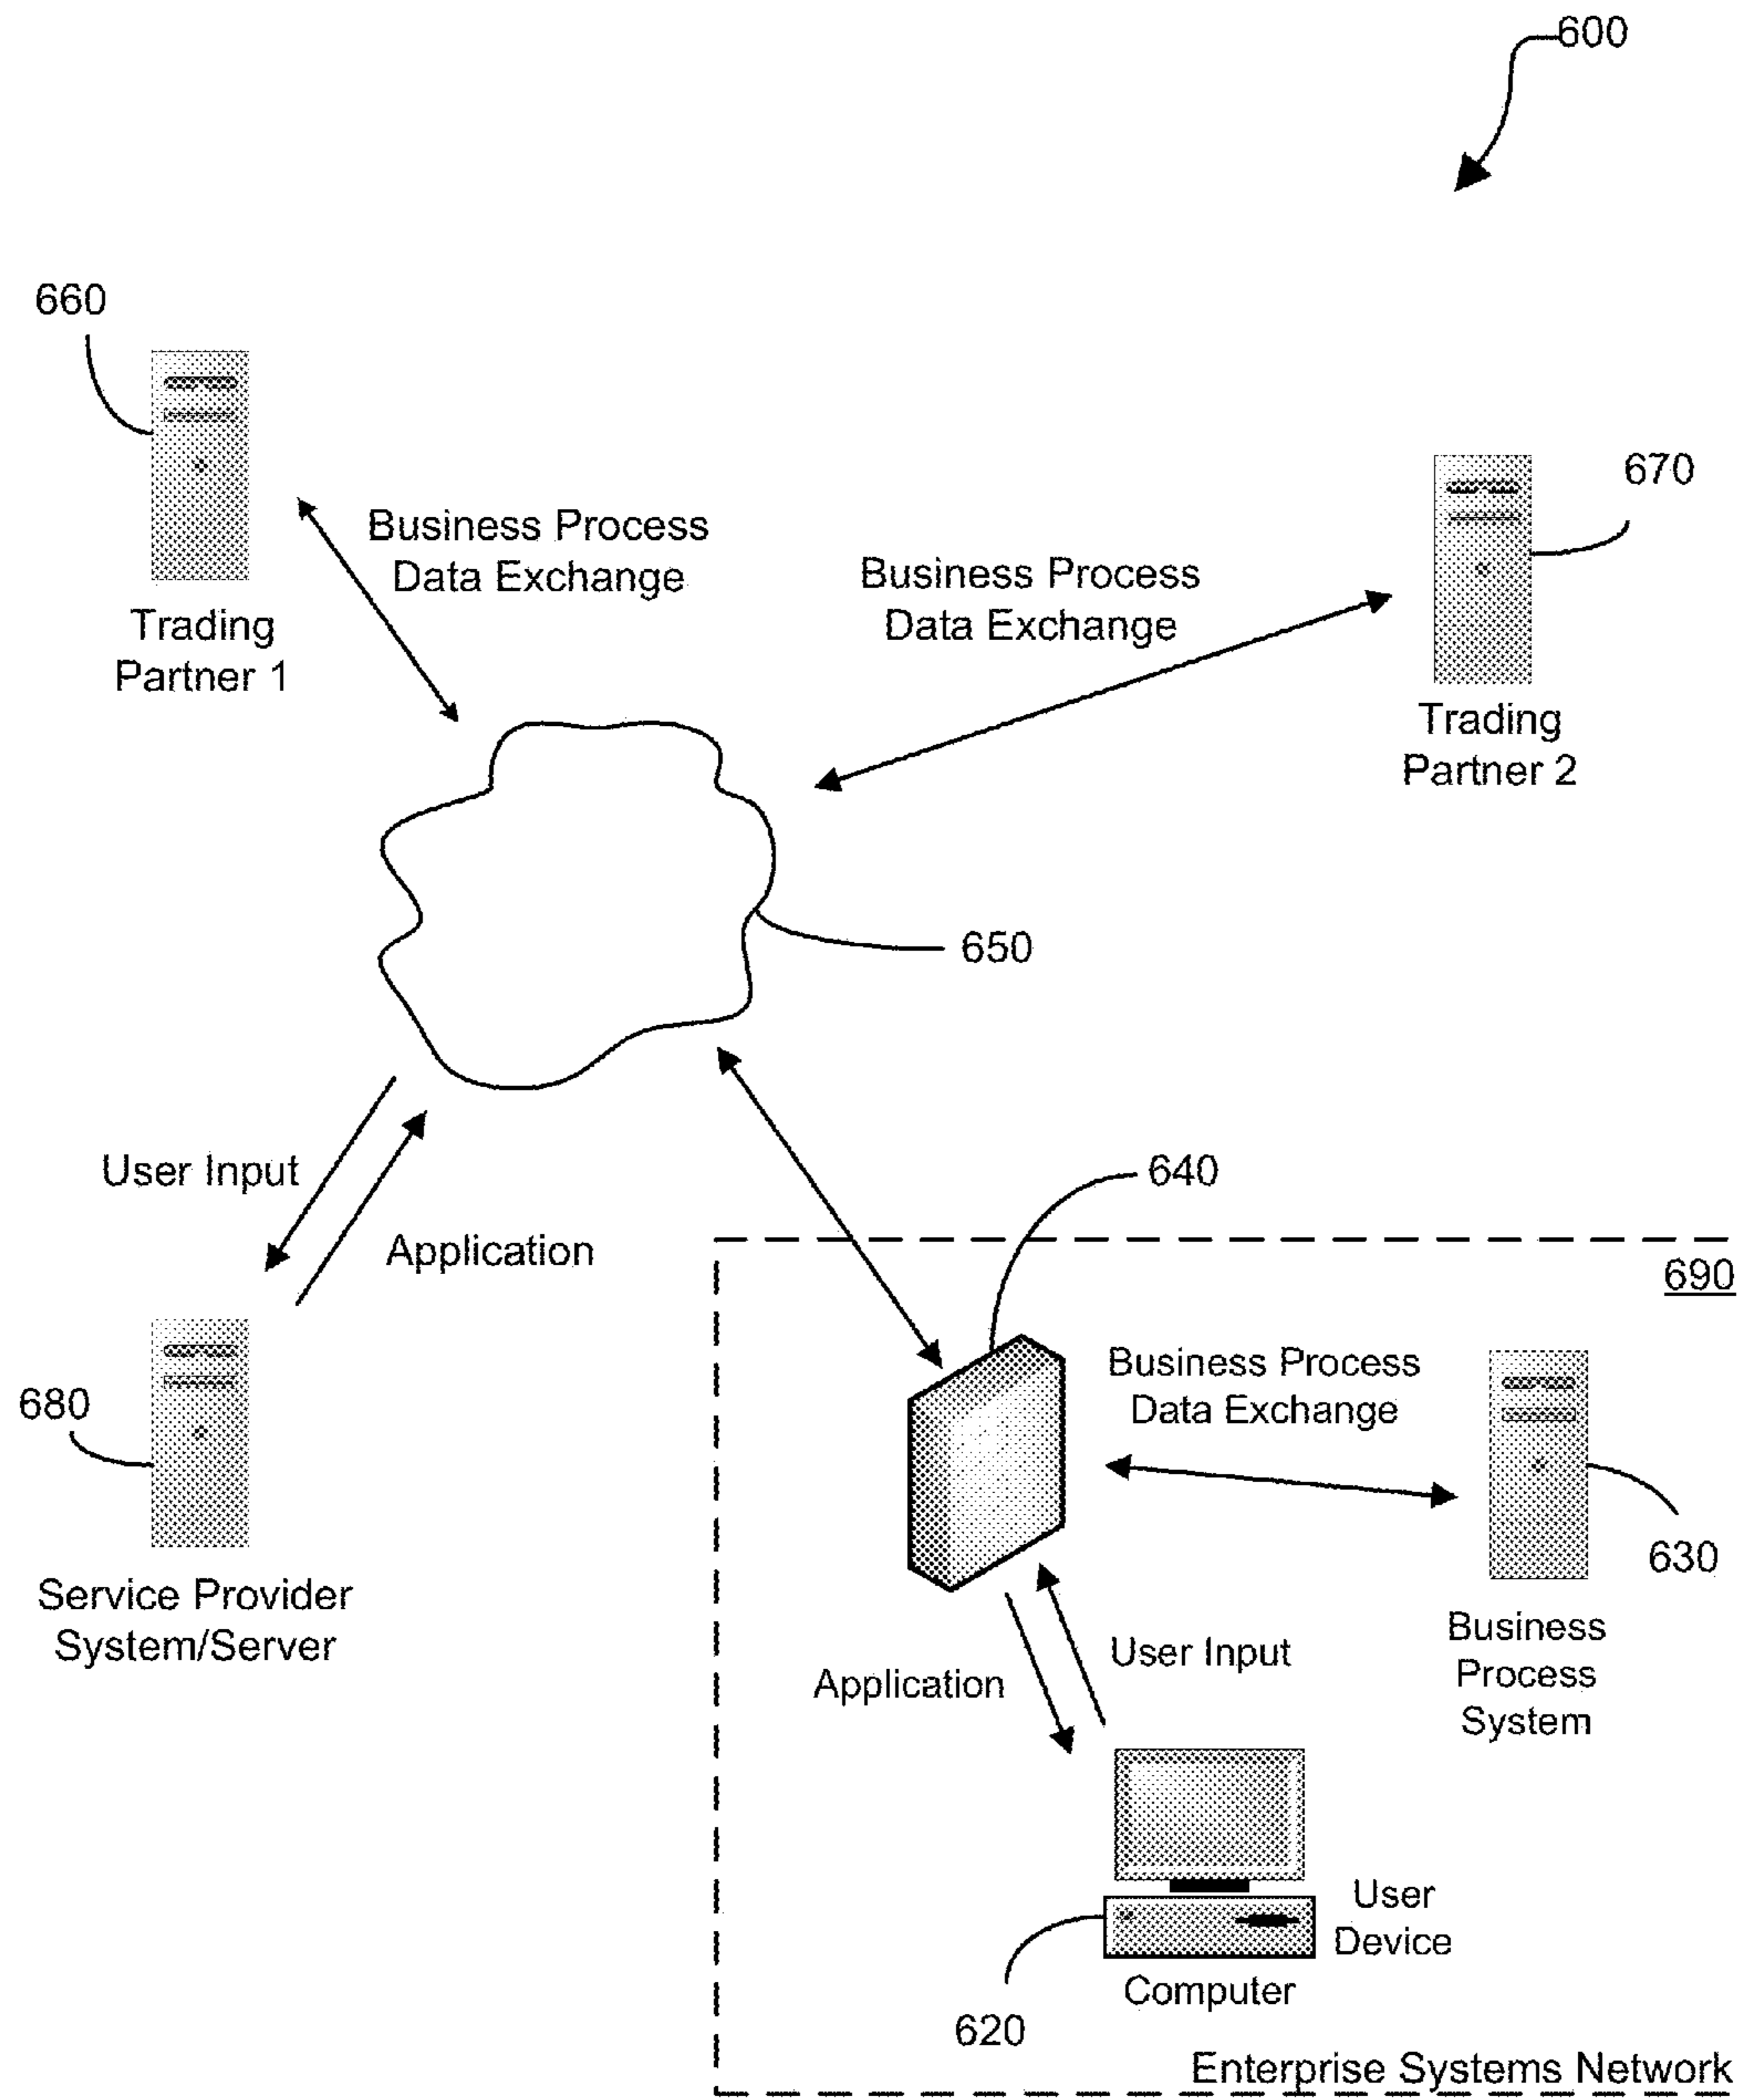 600
660
Business Process
Data Exchange
670
Business Process
Data Exchange
Trading
Partner 1
Trading
Partner 2
650
User Input
640
Application
690
Business Process
Data Exchange
680
630
Service Provider
System/Server
Business
Process
System
User Input
Application
User
Device
Computer
620
Enterprise Systems Network